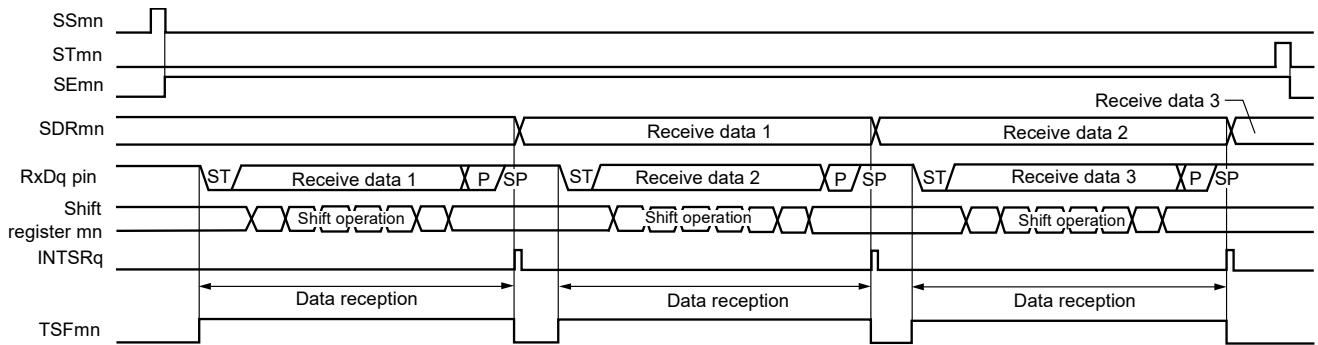 SSmn
STmn
SEmn
Receive data 3
SDRmn Receive data 1 Receive data 2
RxDq pin ST Receive data 1 P SP ST Receive data 2 P SP ST Receive data 3 P SP
Shift
register mn Shift operation Shift operation Shift operation
INTSRq
Data reception Data reception Data reception
TSFmn